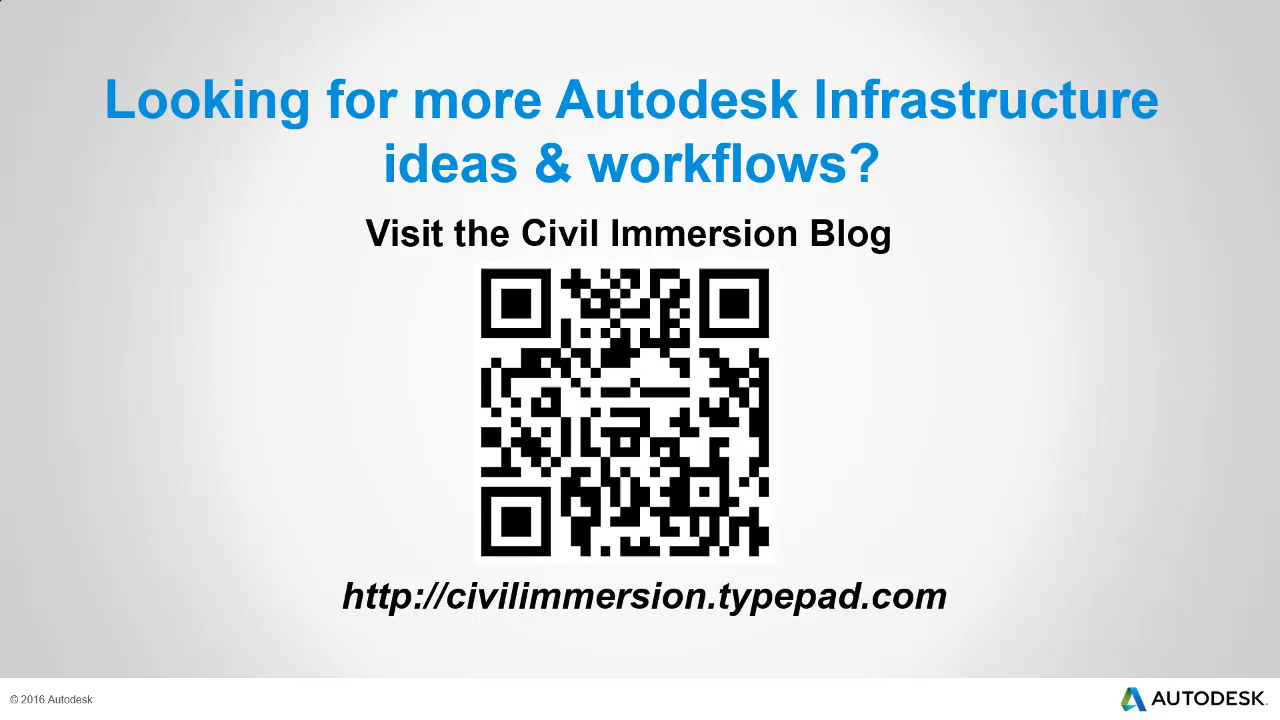 Looking for more Autodesk Infrastructure
ideas & workflows?
Visit the Civil Immersion Blog
http://civilimmersion.typepad.com
© 2016 Autodesk
AUTODESK.